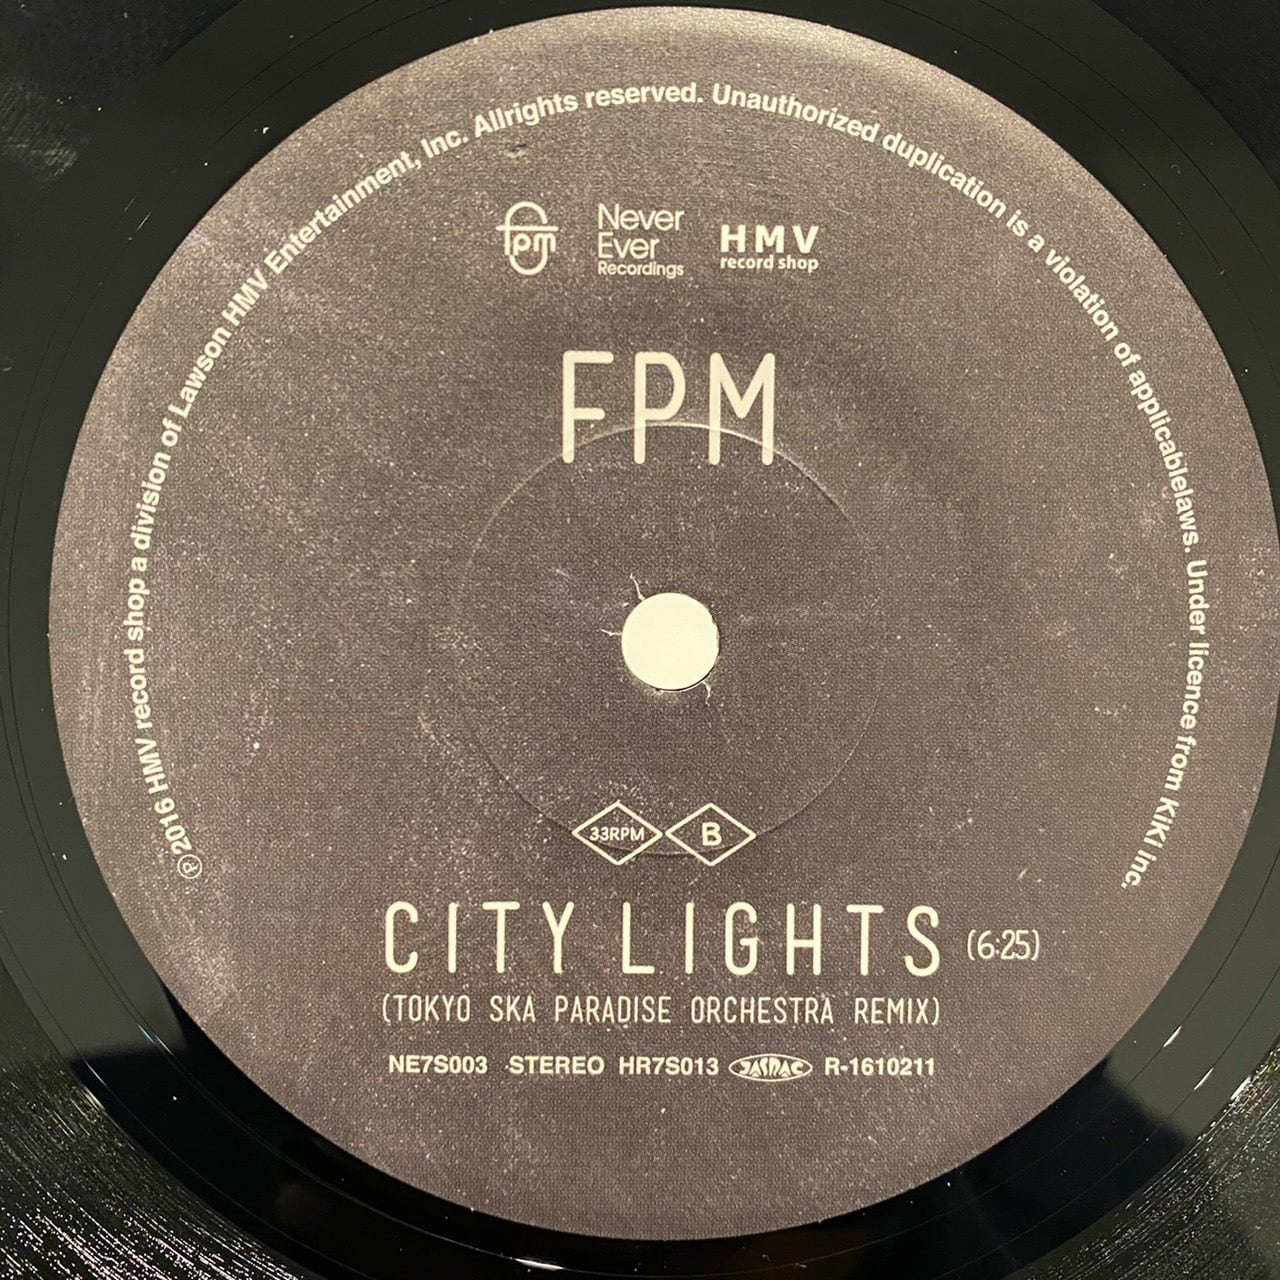 ℗2016 HMV record shop a division of Lawson HMV Entertainment, Inc. Allrights reserved. Unauthorized duplication is a violation of applicablelaws. Under licence from KiKi inc.
fpm
Never
Ever
Recordings
HMV
record shop
FPM
33RPM B
CITY LIGHTS (6:25)
(TOKYO SKA PARADISE ORCHESTRA REMIX)
NE7S003 STEREO HR7S013 JASRAC R-1610211